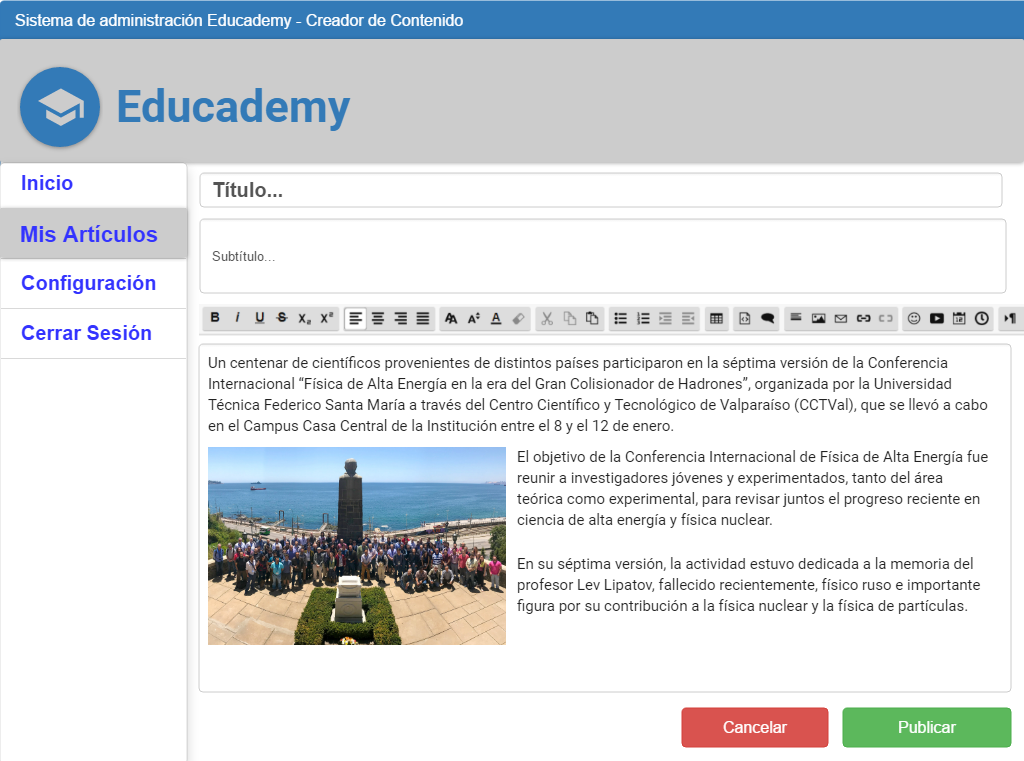 Sistema de administración Educademy - Creador de Contenido
Educademy
Inicio
Mis Artículos
Configuración
Cerrar Sesión
Título...
Subtítulo...
B I U S x₂ x²
Un centenar de científicos provenientes de distintos países participaron en la séptima versión de la Conferencia
Internacional “Física de Alta Energía en la era del Gran Colisionador de Hadrones”, organizada por la Universidad
Técnica Federico Santa María a través del Centro Científico y Tecnológico de Valparaíso (CCTVal), que se llevó a cabo
en el Campus Casa Central de la Institución entre el 8 y el 12 de enero.
El objetivo de la Conferencia Internacional de Física de Alta Energía fue
reunir a investigadores jóvenes y experimentados, tanto del área
teórica como experimental, para revisar juntos el progreso reciente en
ciencia de alta energía y física nuclear.
En su séptima versión, la actividad estuvo dedicada a la memoria del
profesor Lev Lipatov, fallecido recientemente, físico ruso e importante
figura por su contribución a la física nuclear y la física de partículas.
Cancelar
Publicar